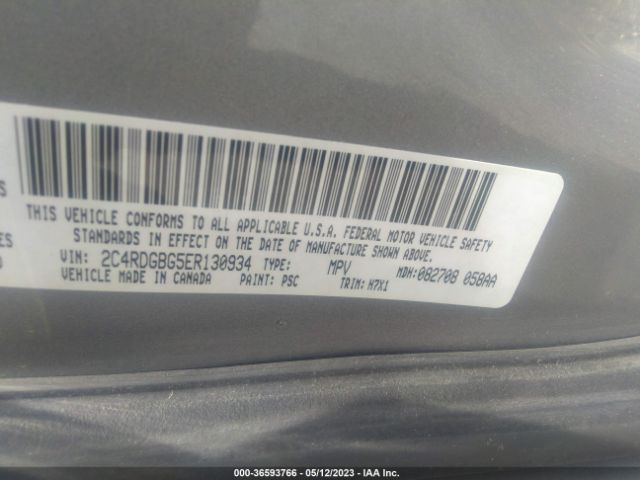 THIS VEHICLE CONFORMS TO ALL APPLICABLE U.S.A. FEDERAL MOTOR VEHICLE SAFETY
STANDARDS IN EFFECT ON THE DATE OF MANUFACTURE SHOWN ABOVE.
VIN: 2C4RDGBG5ER130934 TYPE: MPV MDH:082708 05BAA
VEHICLE MADE IN CANADA PAINT: PSC TRIM: H7X1
000-36593766 - 05/12/2023 - IAA Inc.